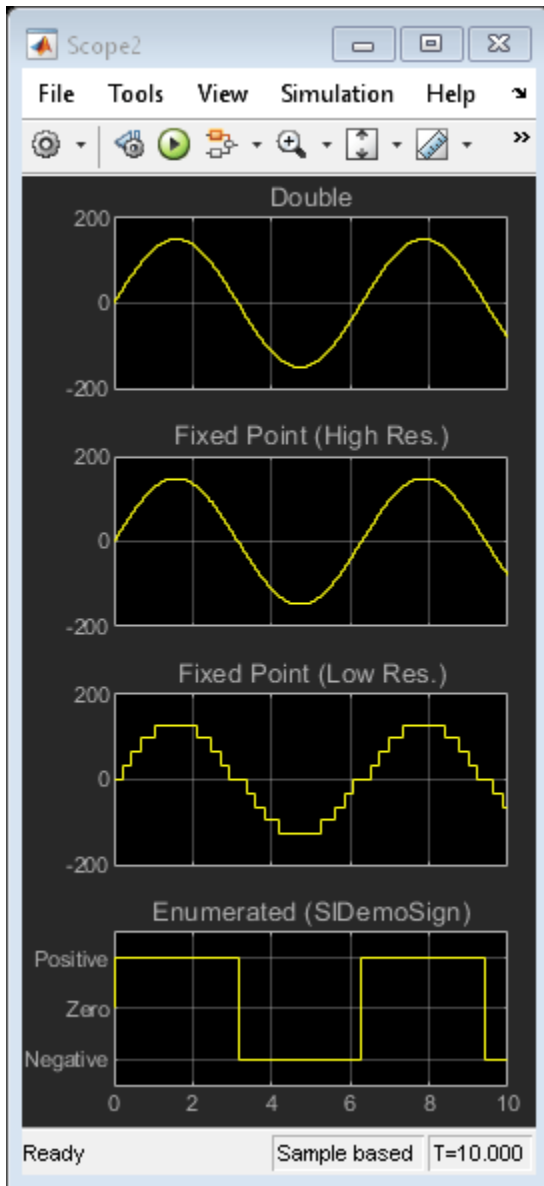 Scope2
File Tools View Simulation Help
Double
200
0
-200
Fixed Point (High Res.)
200
0
-200
Fixed Point (Low Res.)
200
0
-200
Enumerated (SlDemoSign)
Positive
Zero
Negative
0 2 4 6 8 10
Ready Sample based T=10.000